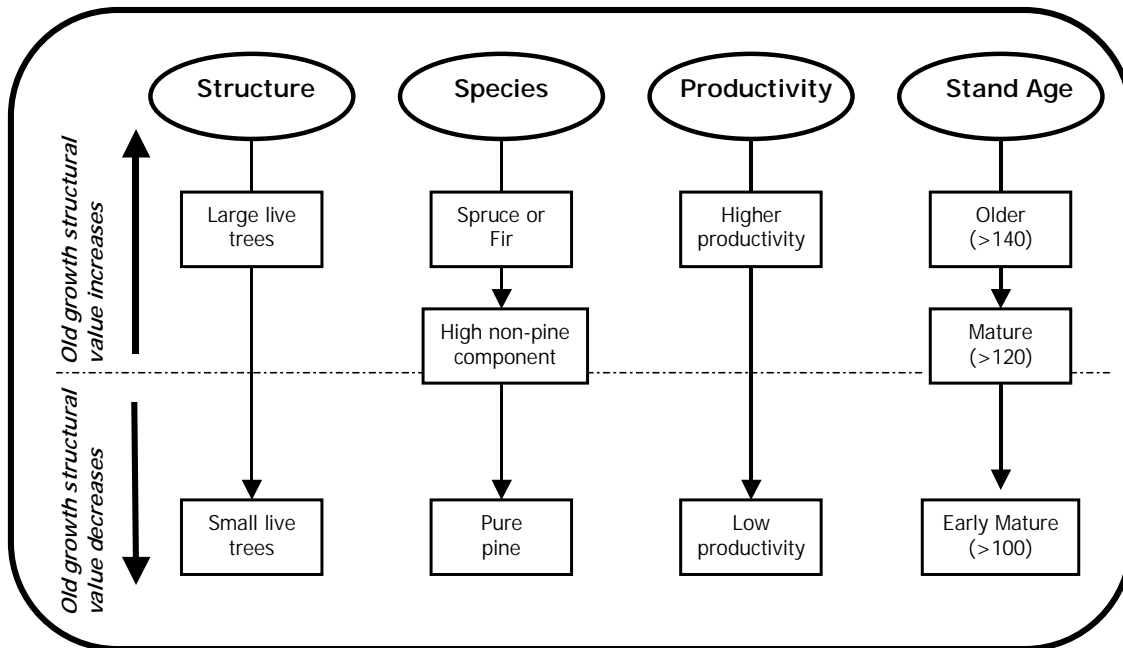 Structure
Species
Productivity
Stand Age
Old growth structural
value increases
Large live
trees
Spruce or
Fir
Higher
productivity
Older
(>140)
High non-pine
component
Mature
(>120)
Old growth structural
value decreases
Small live
trees
Pure
pine
Low
productivity
Early Mature
(>100)